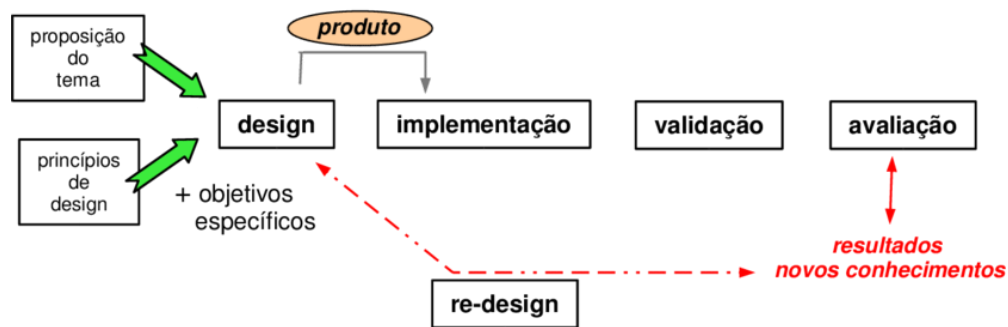 proposição
do
tema
produto
design
implementação
validação
avaliação
princípios
de
design
+ objetivos
específicos
resultados
novos conhecimentos
re-design